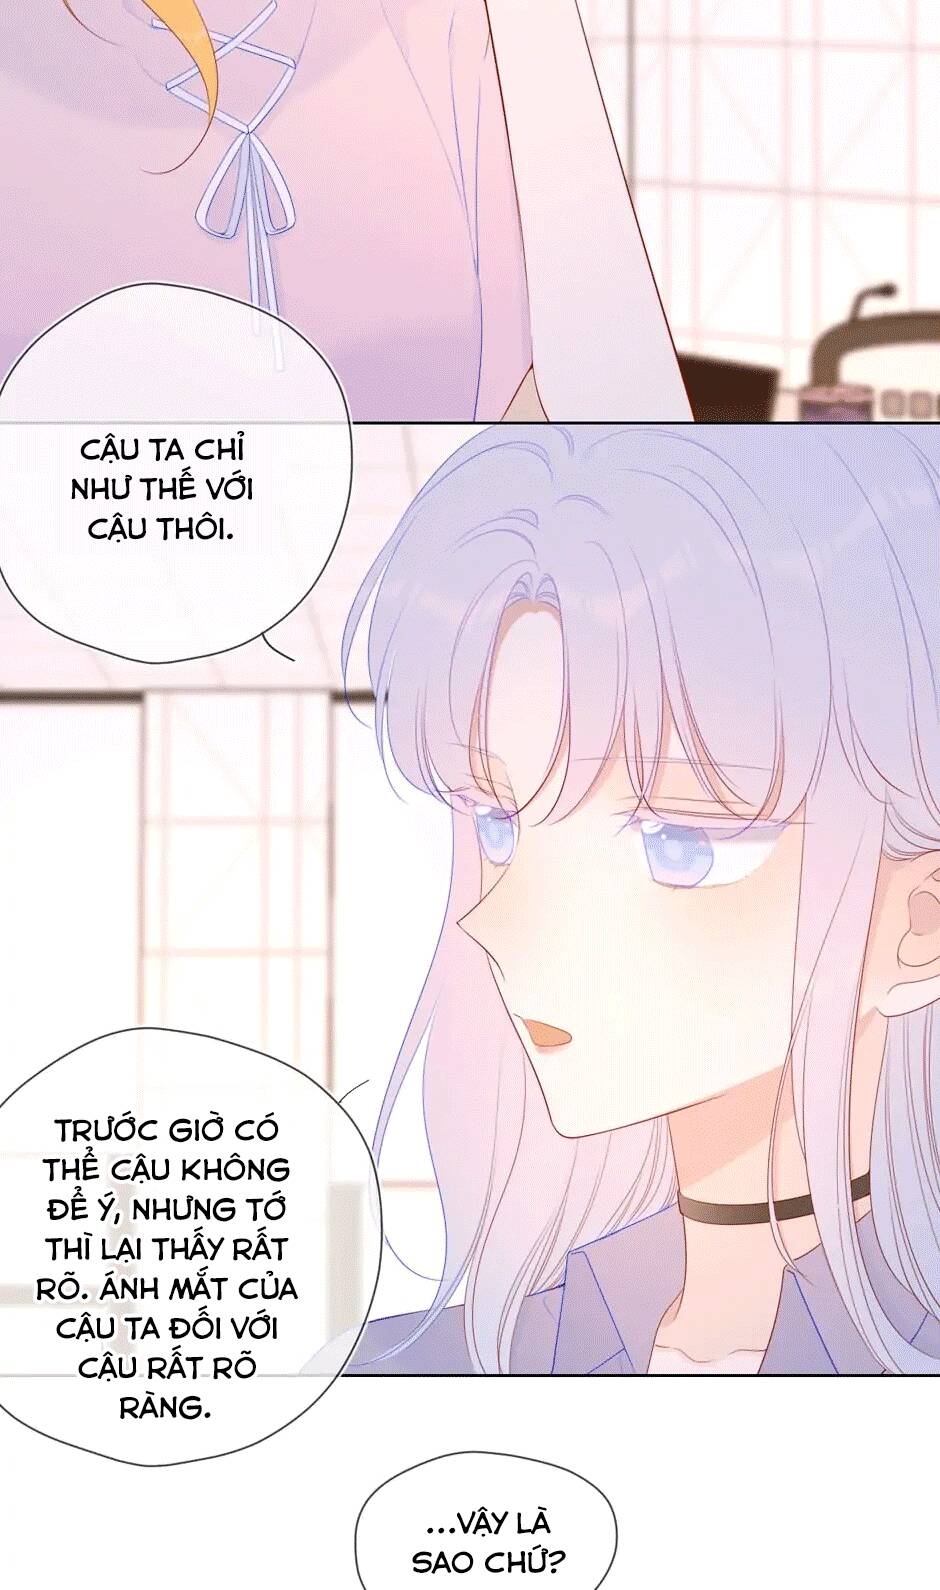 CẬU TA CHỈ
NHƯ THẾ VỚI
CẬU THÔI.
TRƯỚC GIỜ CÓ
THỂ CẬU KHÔNG
ĐỂ Ý, NHƯNG TỚ
THÌ LẠI THẤY RẤT
RÕ. ÁNH MẮT CỦA
CẬU TA ĐỐI VỚI
CẬU RẤT RÕ
RÀNG.
...VẬY LÀ
SAO CHỨ?